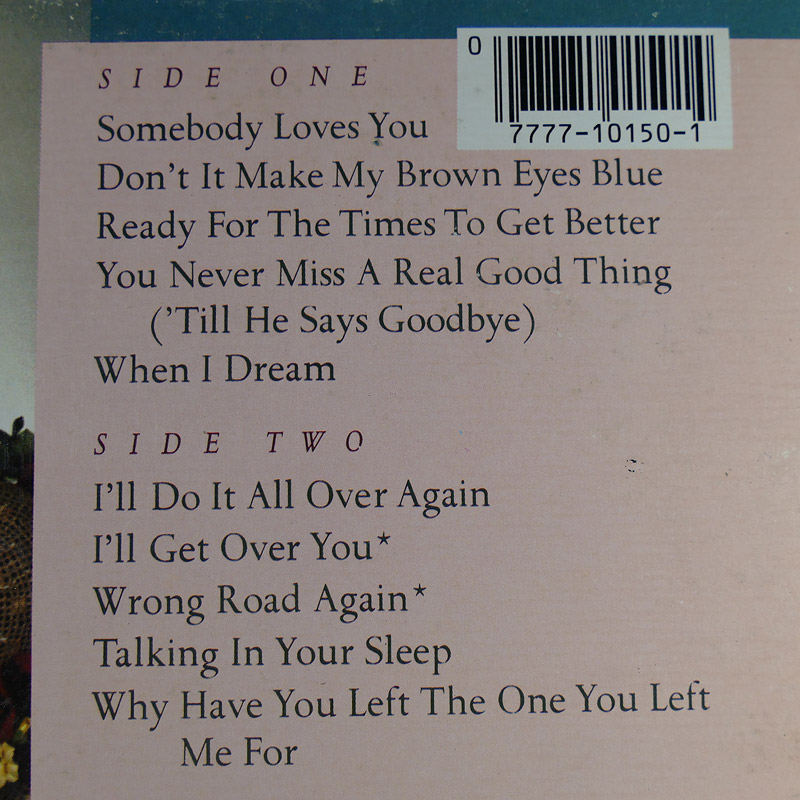 0
7777-10150-1
SIDE ONE
Somebody Loves You
Don't It Make My Brown Eyes Blue
Ready For The Times To Get Better
You Never Miss A Real Good Thing
('Till He Says Goodbye)
When I Dream
SIDE TWO
I'll Do It All Over Again
I'll Get Over You*
Wrong Road Again*
Talking In Your Sleep
Why Have You Left The One You Left
Me For